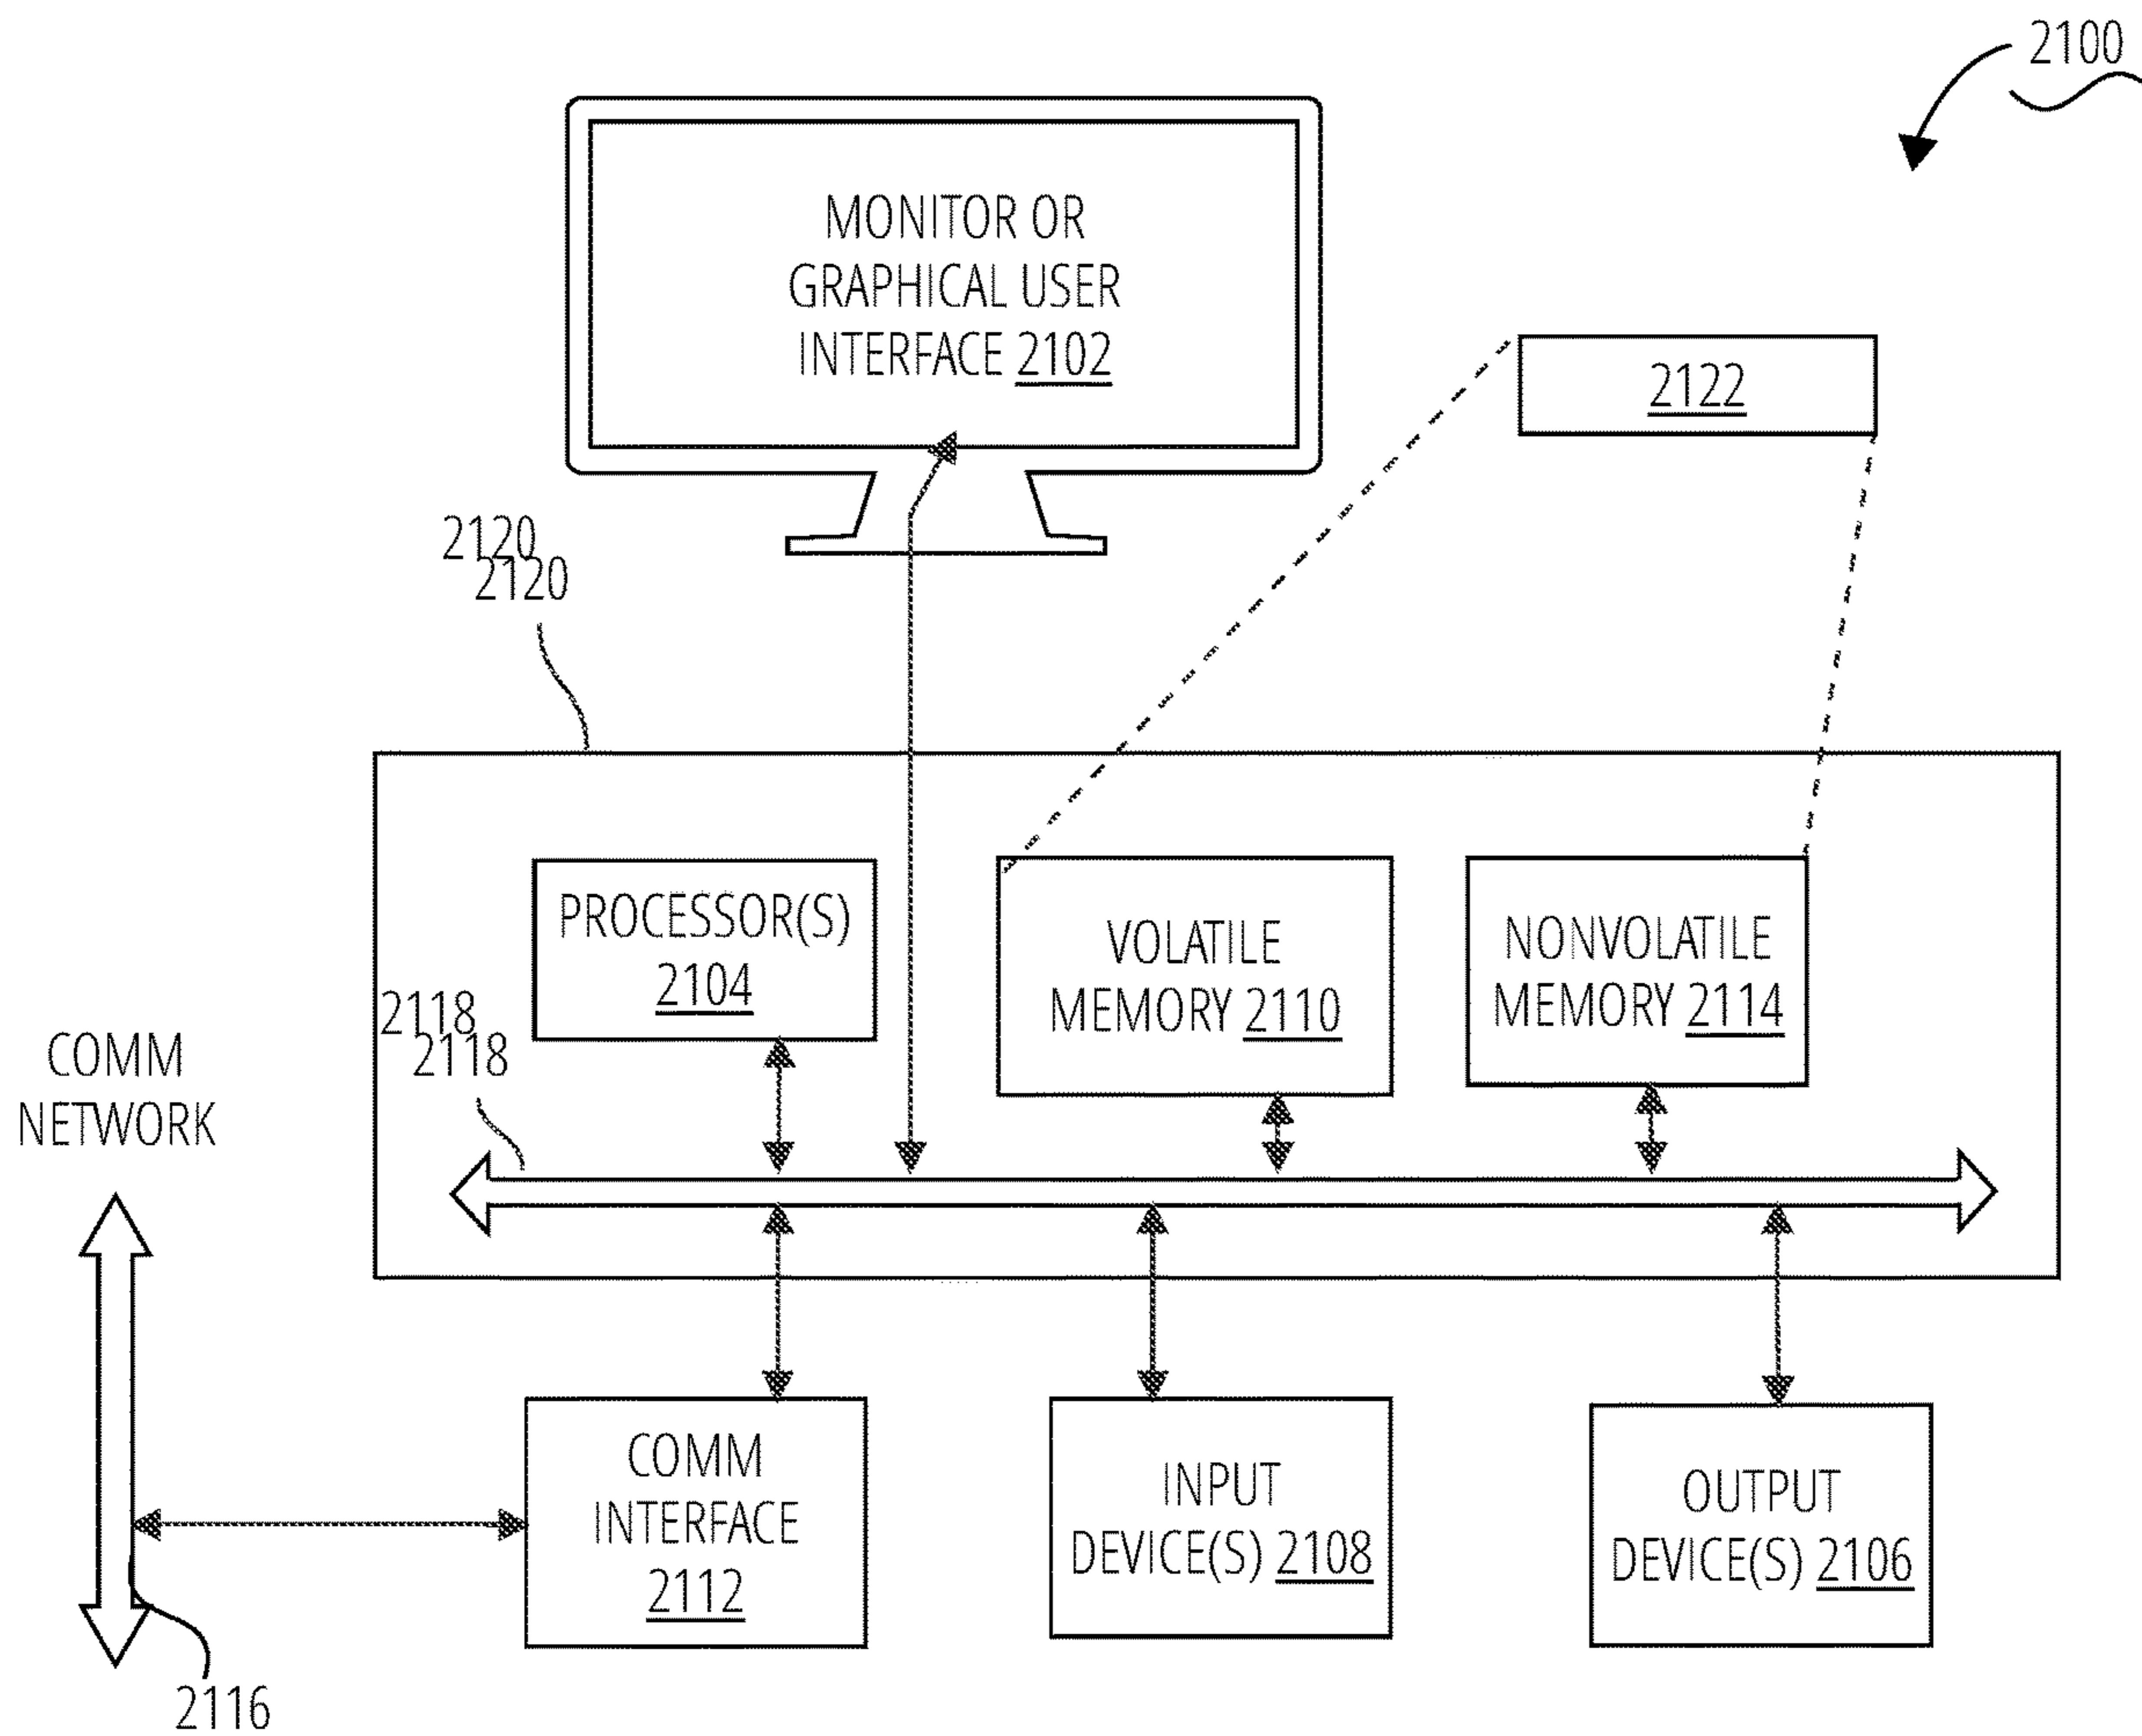 2100
MONITOR OR
GRAPHICAL USER
INTERFACE 2102
2122
2120
2120
PROCESSOR(S)
2104
VOLATILE
MEMORY 2110
NONVOLATILE
MEMORY 2114
2118
2118
COMM
NETWORK
COMM
INTERFACE
2112
INPUT
DEVICE(S) 2108
OUTPUT
DEVICE(S) 2106
2116